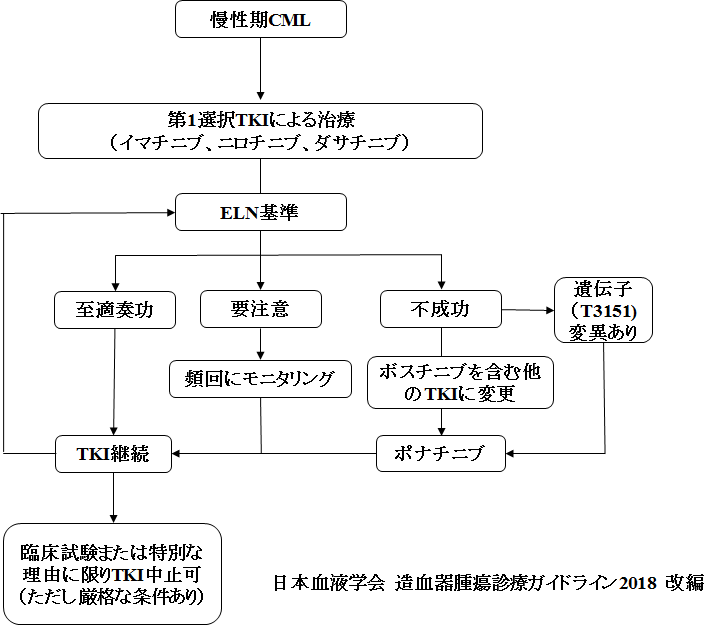 慢性期CML
第1選択TKIによる治療
（イマチニブ、ニロチニブ、ダサチニブ）
ELN基準
至適奏功
要注意
不成功
遺伝子
（T3151)
変異あり
頻回にモニタリング
ボスチニブを含む他
のTKIに変更
TKI継続
ポナチニブ
臨床試験または特別な
理由に限りTKI中止可
（ただし厳格な条件あり）
日本血液学会 造血器腫瘍診療ガイドライン2018 改編